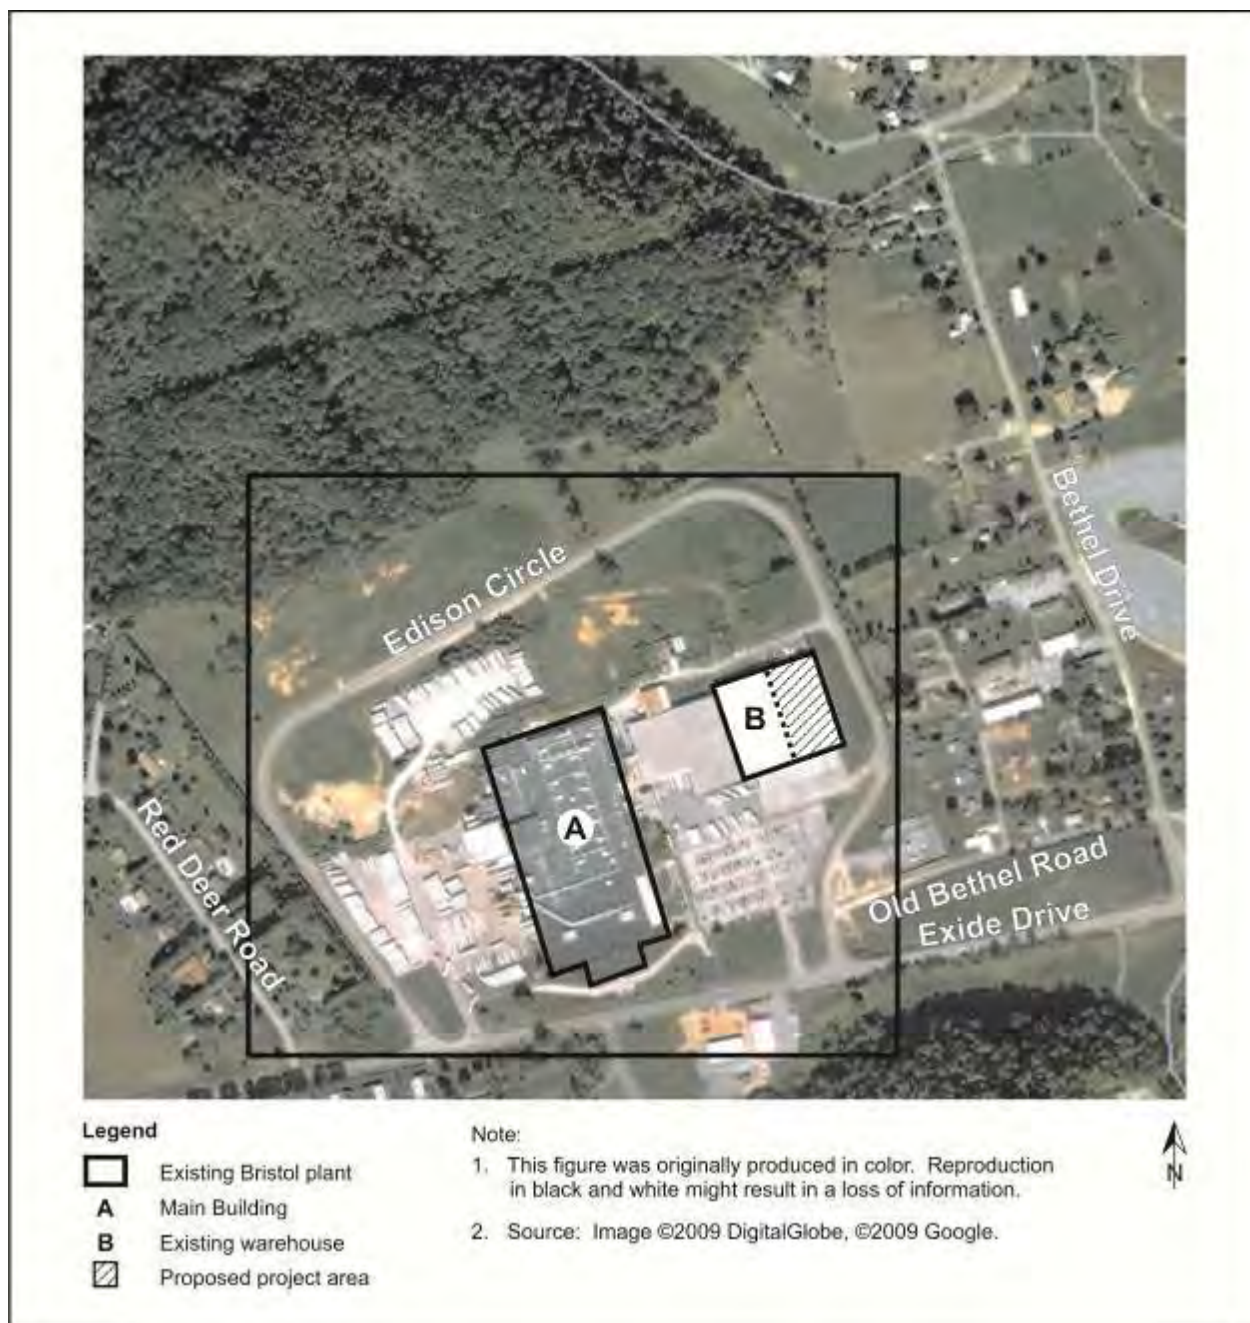 Edison Circle
Bethel Drive
B
A
Red Deer Road
Old Bethel Road
Exide Drive
Legend
Existing Bristol plant
A Main Building
B Existing warehouse
Proposed project area
Note:
1. This figure was originally produced in color. Reproduction
in black and white might result in a loss of information.
2. Source: Image ©2009 DigitalGlobe, ©2009 Google.
N